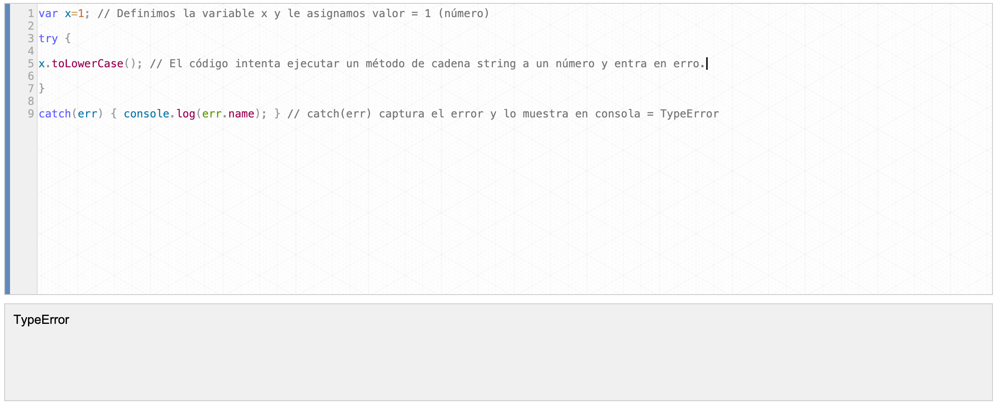 1 var x=1; // Definimos la variable x y le asignamos valor = 1 (número)
2
3 try {
4
5 x.toLowerCase(); // El código intenta ejecutar un método de cadena string a un número y entra en erro.
6
7 }
8
9 catch(err) { console.log(err.name); } // catch(err) captura el error y lo muestra en consola = TypeError
TypeError